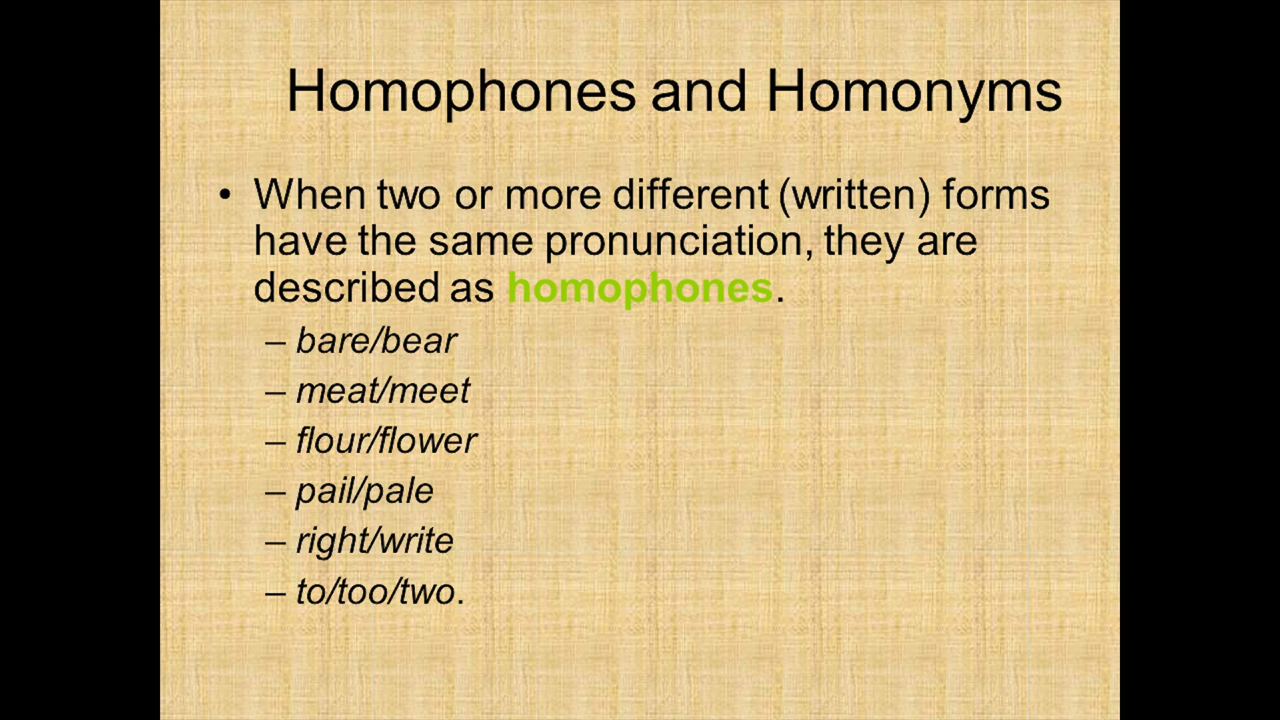 Homophones and Homonyms
• When two or more different (written) forms
have the same pronunciation, they are
described as homophones.
– bare/bear
– meat/meet
– flour/flower
– pail/pale
– right/write
– to/too/two.